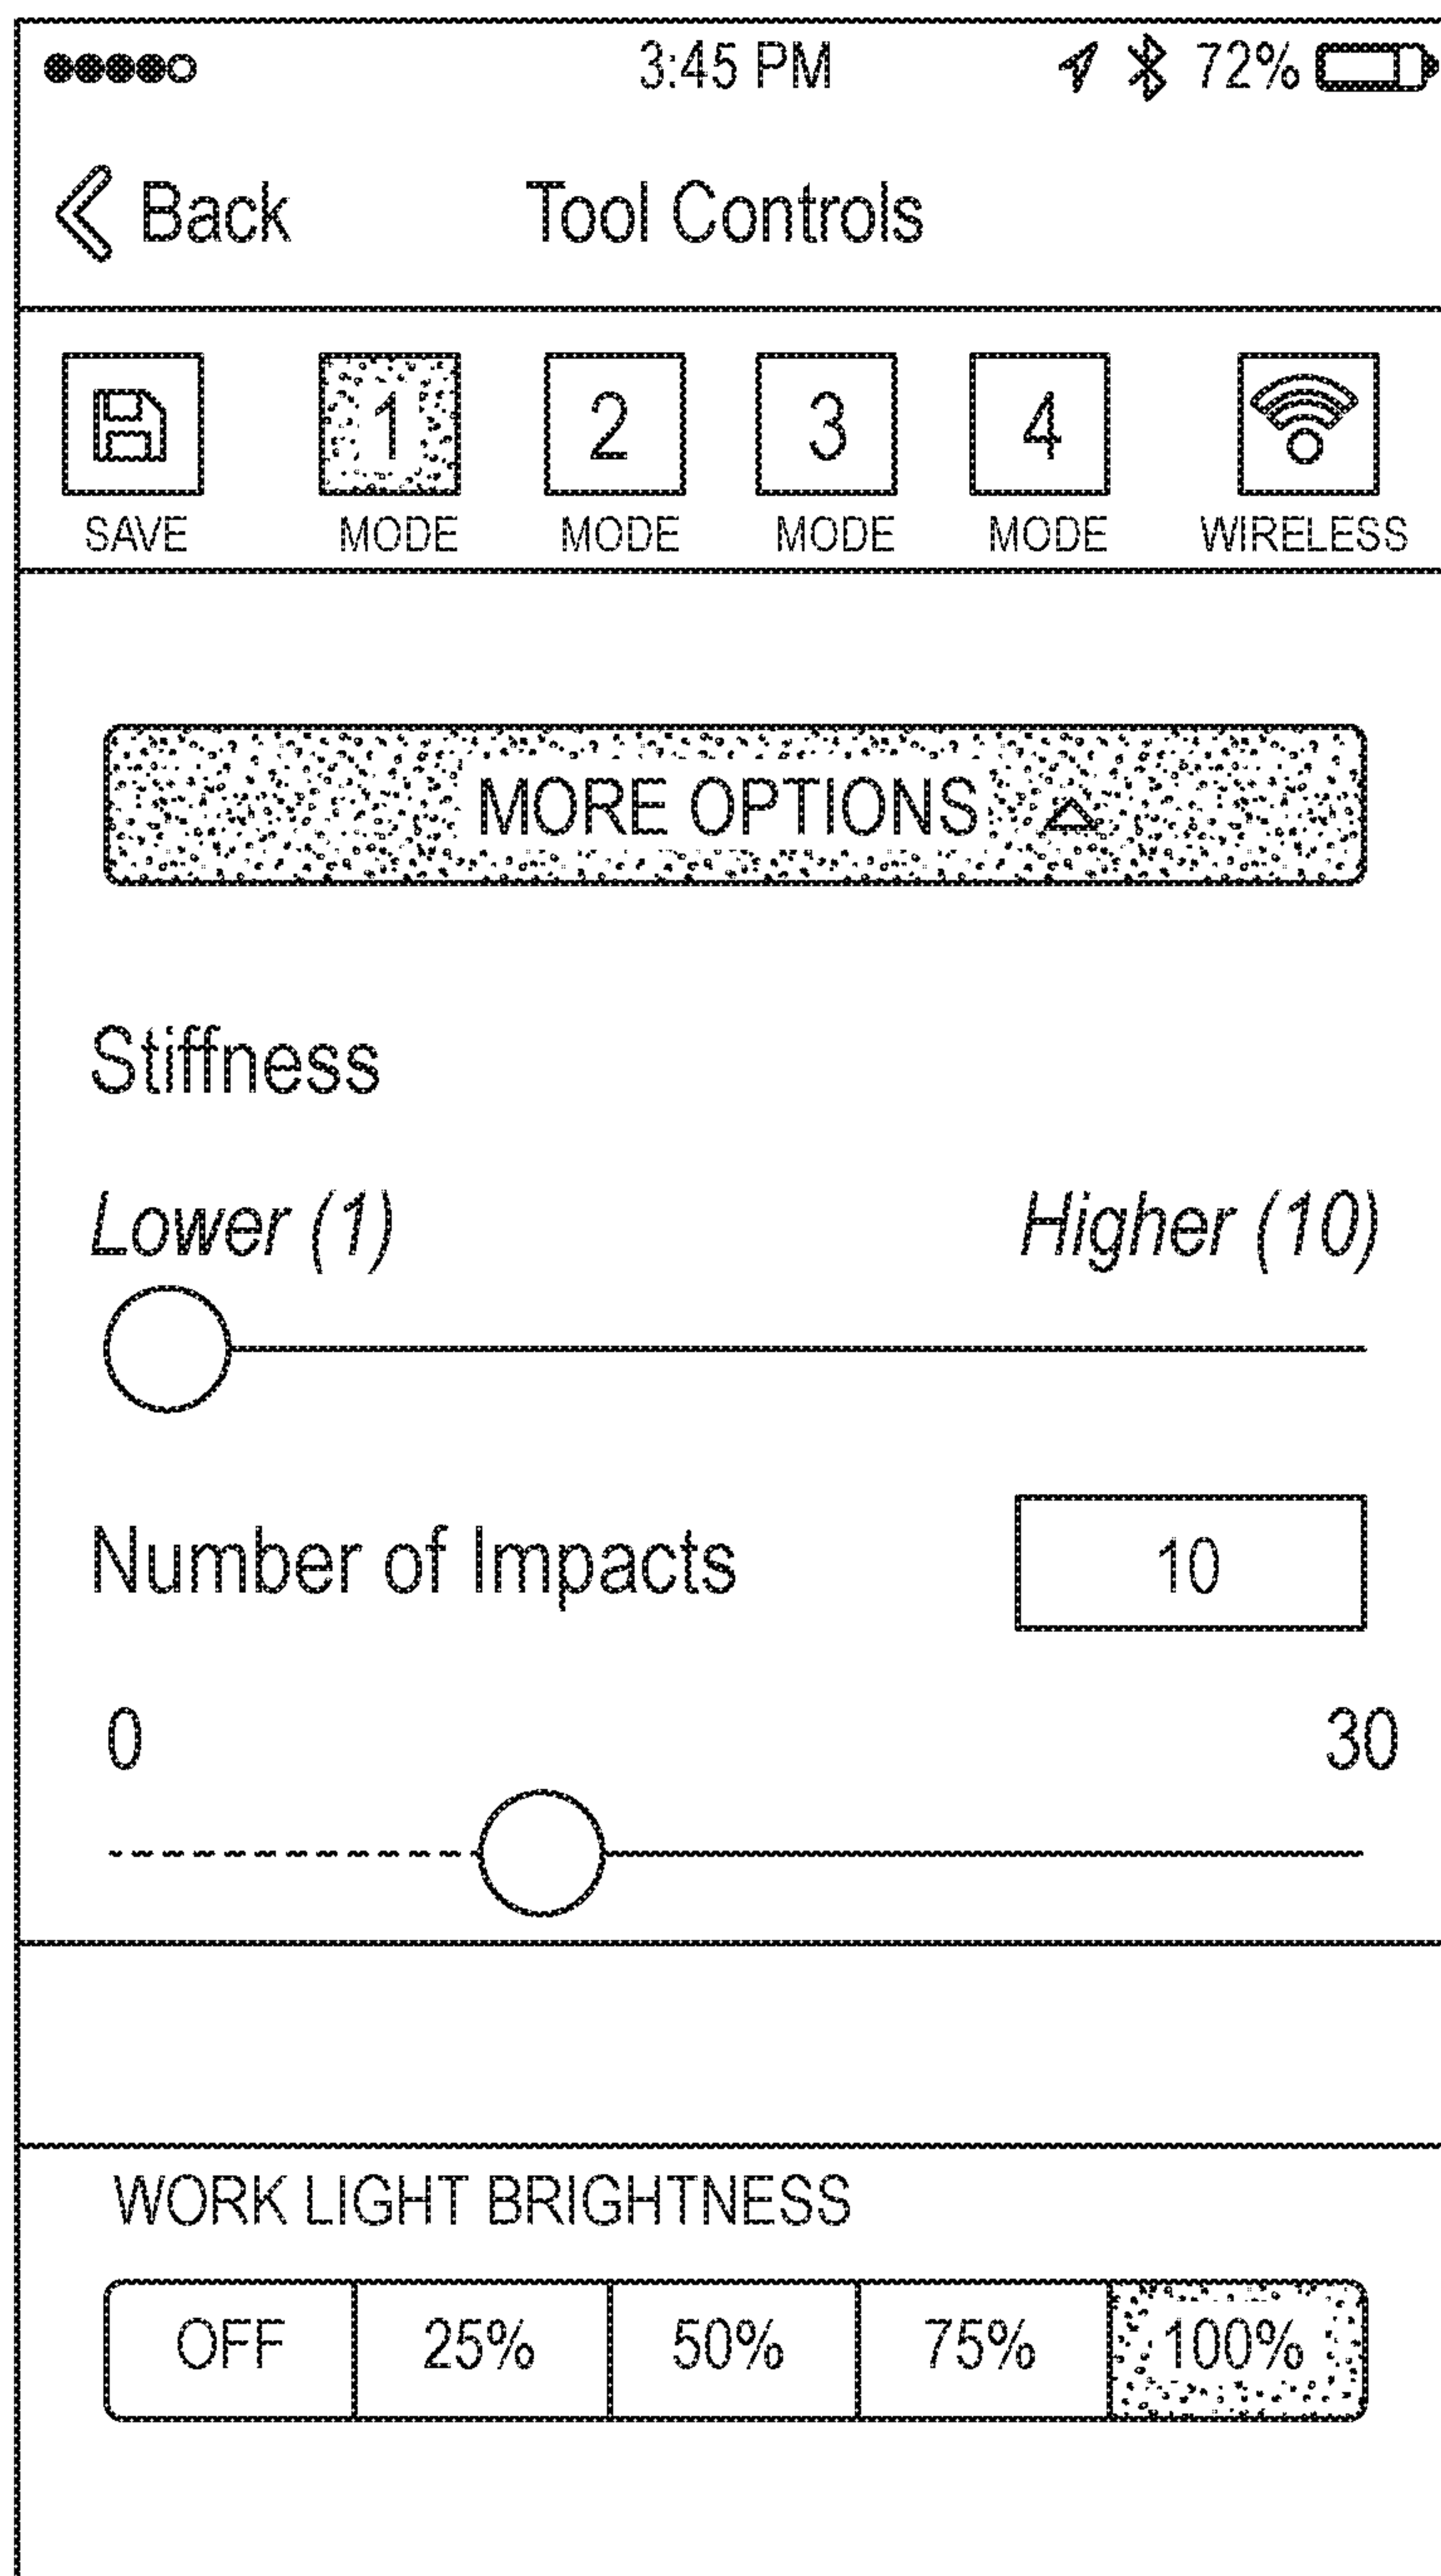 3:45 PM 72%
Back Tool Controls
1 2 3 4
SAVE MODE MODE MODE MODE WIRELESS
MORE OPTIONS
Stiffness
Lower (1) Higher (10)
Number of Impacts 10
0 30
WORK LIGHT BRIGHTNESS
OFF 25% 50% 75% 100%